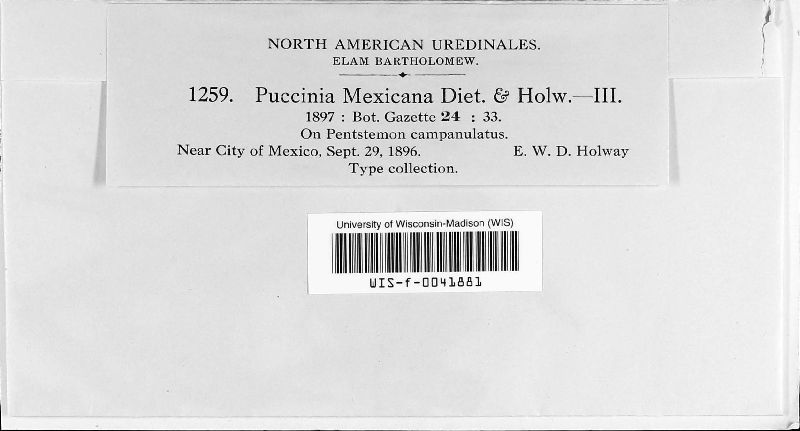 NORTH AMERICAN UREDINALES.
ELAM BARTHOLOMEW.
1259. Puccinia Mexicana Diet. & Holw.—III.
1897 : Bot. Gazette 24 : 33.
On Pentstemon campanulatus.
Near City of Mexico, Sept. 29, 1896. E. W. D. Holway
Type collection.
University of Wisconsin-Madison (WIS)
WIS-f-0041881